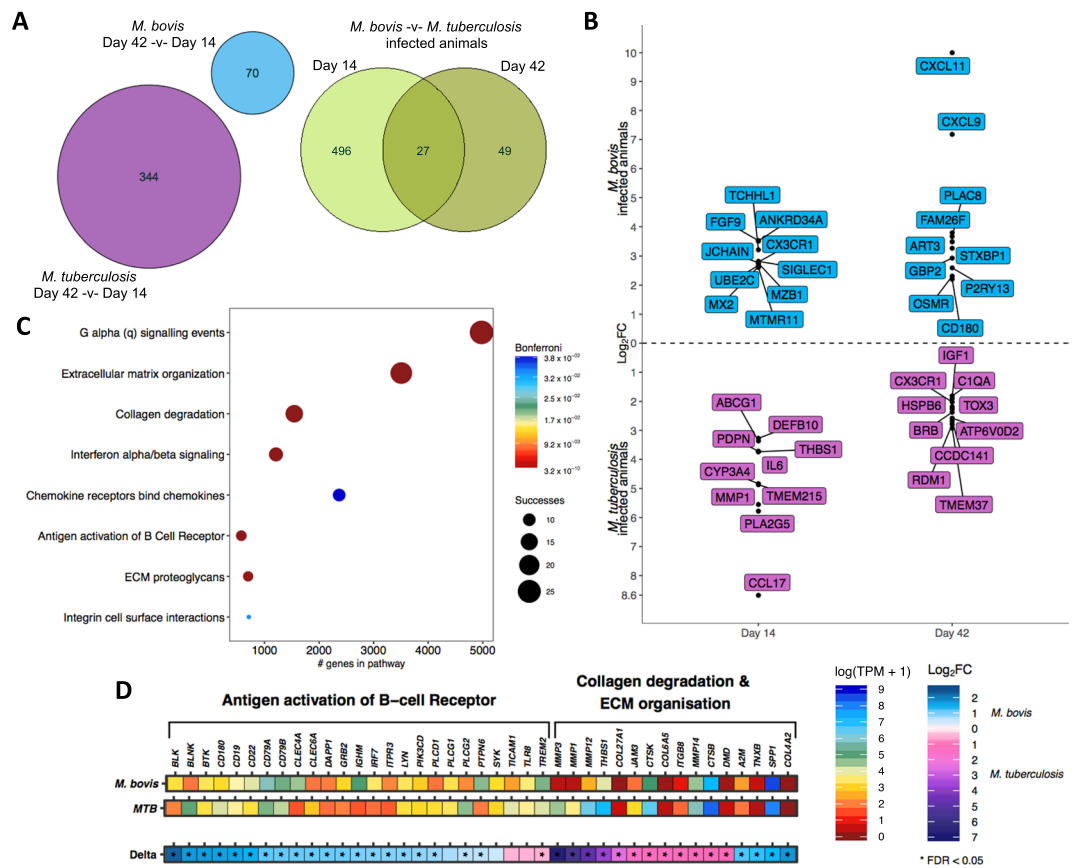 A
M. bovis
Day 42 -v- Day 14
70
344
M. tuberculosis
Day 42 -v- Day 14
M. bovis -v- M. tuberculosis
infected animals
Day 14
Day 42
496
27
49
B
M. bovis
infected animals
Log2FC
M. tuberculosis
infected animals
10
9
8
7
6
5
4
3
2
1
0
1
2
3
4
5
6
7
8
8.6
CXCL11
CXCL9
TCHHL1
PLAC8
FGF9
ANKRD34A
FAM26F
JCHAIN
CX3CR1
ART3
STXBP1
UBE2C
SIGLEC1
GBP2
P2RY13
MX2
MZB1
OSMR
MTMR11
CD180
IGF1
CX3CR1
C1QA
ABCG1
HSPB6
TOX3
DEFB10
BRB
ATP6V0D2
PDPN
THBS1
CCDC141
IL6
CYP3A4
RDM1
MMP1
TMEM215
TMEM37
PLA2G5
CCL17
Day 14
Day 42
C
G alpha (q) signalling events
Extracellular matrix organization
Collagen degradation
Interferon alpha/beta signaling
Chemokine receptors bind chemokines
Antigen activation of B Cell Receptor
ECM proteoglycans
Integrin cell surface interactions
1000
2000
3000
4000
5000
# genes in pathway
Bonferroni
3.8 x 10⁻⁰²
3.2 x 10⁻⁰²
2.5 x 10⁻⁰²
1.7 x 10⁻⁰²
9.2 x 10⁻⁰³
3.2 x 10⁻¹⁰
Successes
10
15
20
25
D
Antigen activation of B–cell Receptor
Collagen degradation &
ECM organisation
BLK
BLNK
BTK
CD180
CD19
CD22
CD79A
CD79B
CLEC4A
CLEC6A
DAPP1
GRB2
IGHM
IRF7
ITPR3
LYN
PIK3CD
PLCD1
PLCG1
PLCG2
PTPN6
SYK
TICAM1
TLR8
TREM2
MMP3
MMP1
MMP12
THBS1
COL27A1
JAM3
CTSK
COL6A5
ITGB8
MMP14
CTSB
DMD
A2M
TNXB
SPP1
COL4A2
M. bovis
MTB
Delta
* * * * * * * * * * * * * * * * * * * * * * * * * * * * * * * * * * * * *
log(TPM + 1)
9
8
7
6
5
4
3
2
1
0
Log2FC
2
1
0
1
2
3
4
5
6
7
M. bovis
M. tuberculosis
* FDR < 0.05